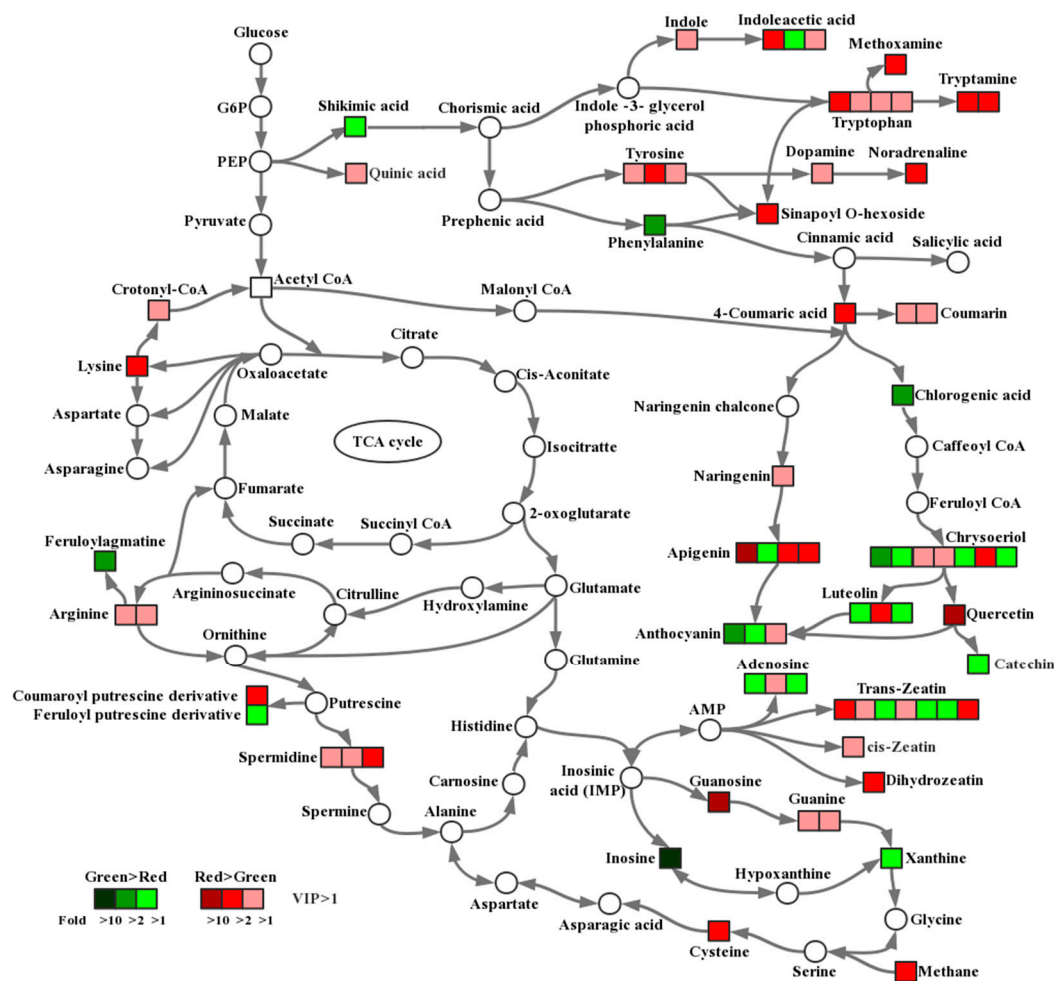 Glucose
G6P
PEP
Pyruvate
Acetyl CoA
Shikimic acid
Quinic acid
Chorismic acid
Prephenic acid
Indole
Indoleacetic acid
Indole -3- glycerol
phosphoric acid
Methoxamine
Tryptamine
Tryptophan
Tyrosine
Dopamine
Noradrenaline
Sinapoyl O-hexoside
Phenylalanine
Cinnamic acid
Salicylic acid
Crotonyl-CoA
Malonyl CoA
4-Coumaric acid
Coumarin
Lysine
Oxaloacetate
Citrate
Cis-Aconitate
Aspartate
Malate
Asparagine
TCA cycle
Isocitratte
Fumarate
Succinate
Succinyl CoA
2-oxoglutarate
Naringenin chalcone
Chlorogenic acid
Caffeoyl CoA
Naringenin
Feruloyl CoA
Chrysoeriol
Apigenin
Luteolin
Quercetin
Anthocyanin
Catechin
Feruloylagmatine
Arginine
Argininosuccinate
Citrulline
Hydroxylamine
Glutamate
Ornithine
Glutamine
Coumaroyl putrescine derivative
Feruloyl putrescine derivative
Putrescine
Histidine
Spermidine
Carnosine
Spermine
Alanine
Adenosine
Trans-Zeatin
AMP
cis-Zeatin
Dihydrozeatin
Inosinic
acid (IMP)
Guanosine
Guanine
Inosine
Hypoxanthine
Xanthine
Glycine
Aspartate
Asparagic acid
Cysteine
Serine
Methane
Green>Red
Red>Green
VIP>1
Fold >10 >2 >1 >10 >2 >1